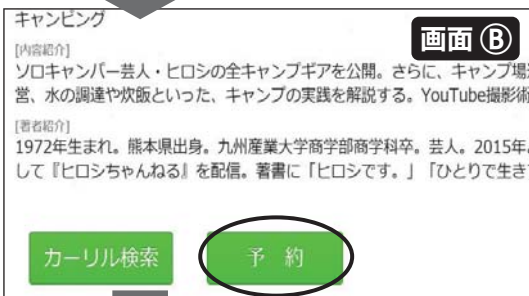 キャンピング
画面 Ⓑ
[内容紹介]
ソロキャンパー芸人・ヒロシの全キャンプギアを公開。さらに、キャンプ場
営、水の調達や炊飯といった、キャンプの実践を解説する。YouTube撮影術
[著者紹介]
1972年生まれ。熊本県出身。九州産業大学商学部商学科卒。芸人。2015年
して『ヒロシちゃんねる』を配信。著書に「ヒロシです。」「ひとりで生き
カーリル検索
予 約